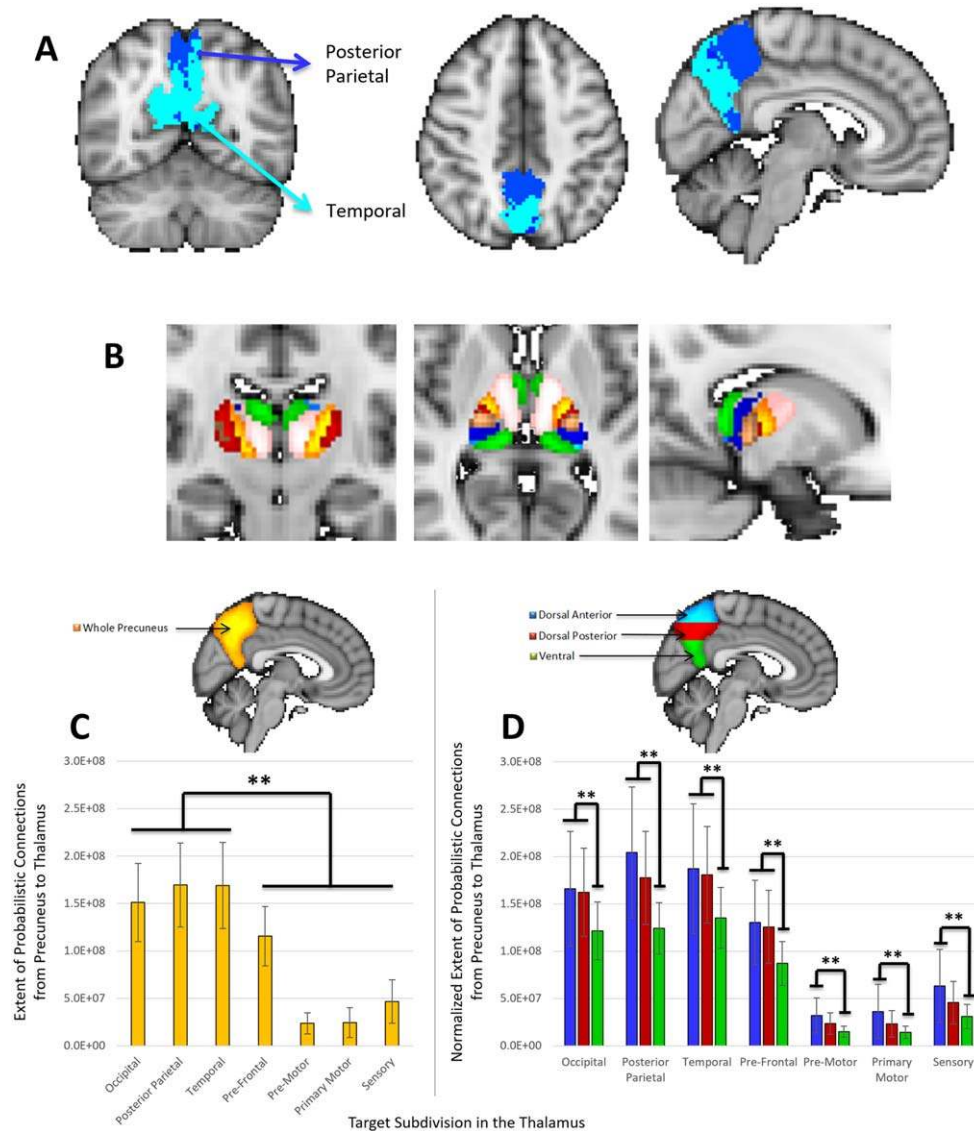 A
Posterior
Parietal
Temporal
B
Whole Precuneus
Dorsal Anterior
Dorsal Posterior
Ventral
C
Extent of Probabilistic Connections
from Precuneus to Thalamus
3.0E+08
2.5E+08
2.0E+08
1.5E+08
1.0E+08
5.0E+07
0.0E+00
**
Occipital
Posterior Parietal
Temporal
Pre-Frontal
Pre-Motor
Primary Motor
Sensory
D
Normalized Extent of Probabilistic Connections
from Precuneus to Thalamus
3.0E+08
2.5E+08
2.0E+08
1.5E+08
1.0E+08
5.0E+07
0.0E+00
**
**
**
**
**
**
**
Occipital
Posterior
Parietal
Temporal
Pre-Frontal
Pre-Motor
Primary
Motor
Sensory
Target Subdivision in the Thalamus